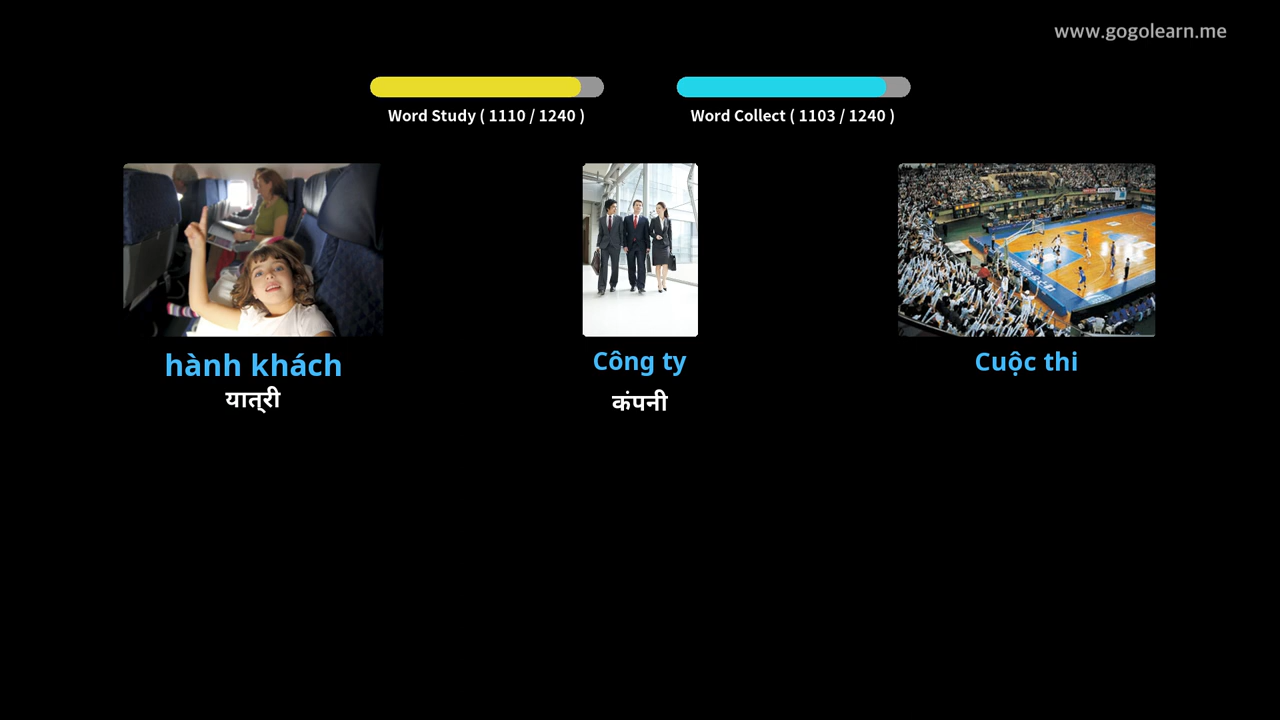 www.gogolearn.me
Word Study ( 1110 / 1240 )
Word Collect ( 1103 / 1240 )
hành khách
यात्री
Công ty
कंपनी
Cuộc thi